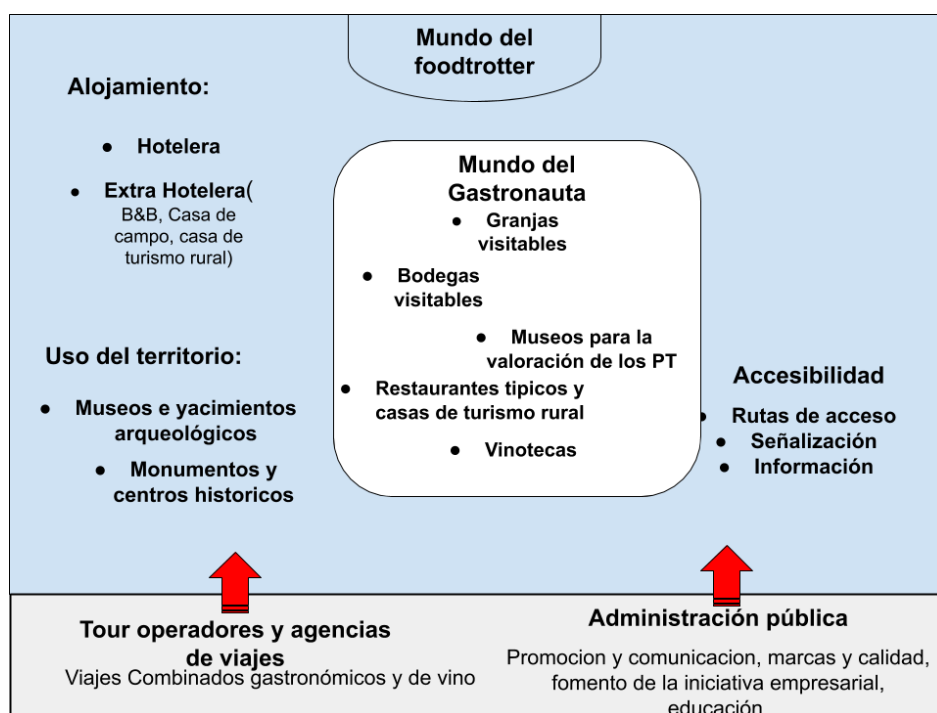 Mundo del
foodtrotter
Alojamiento:
● Hotelera
● Extra Hotelera(
B&B, Casa de
campo, casa de
turismo rural)
Uso del territorio:
● Museos e yacimientos
arqueológicos
● Monumentos y
centros historicos
Mundo del
Gastronauta
● Granjas
visitables
● Bodegas
visitables
● Museos para la
valoración de los PT
● Restaurantes tipicos y
casas de turismo rural
● Vinotecas
Accesibilidad
● Rutas de acceso
● Señalización
● Información
Tour operadores y agencias
de viajes
Viajes Combinados gastronómicos y de vino
Administración pública
Promocion y comunicacion, marcas y calidad,
fomento de la iniciativa empresarial,
educación